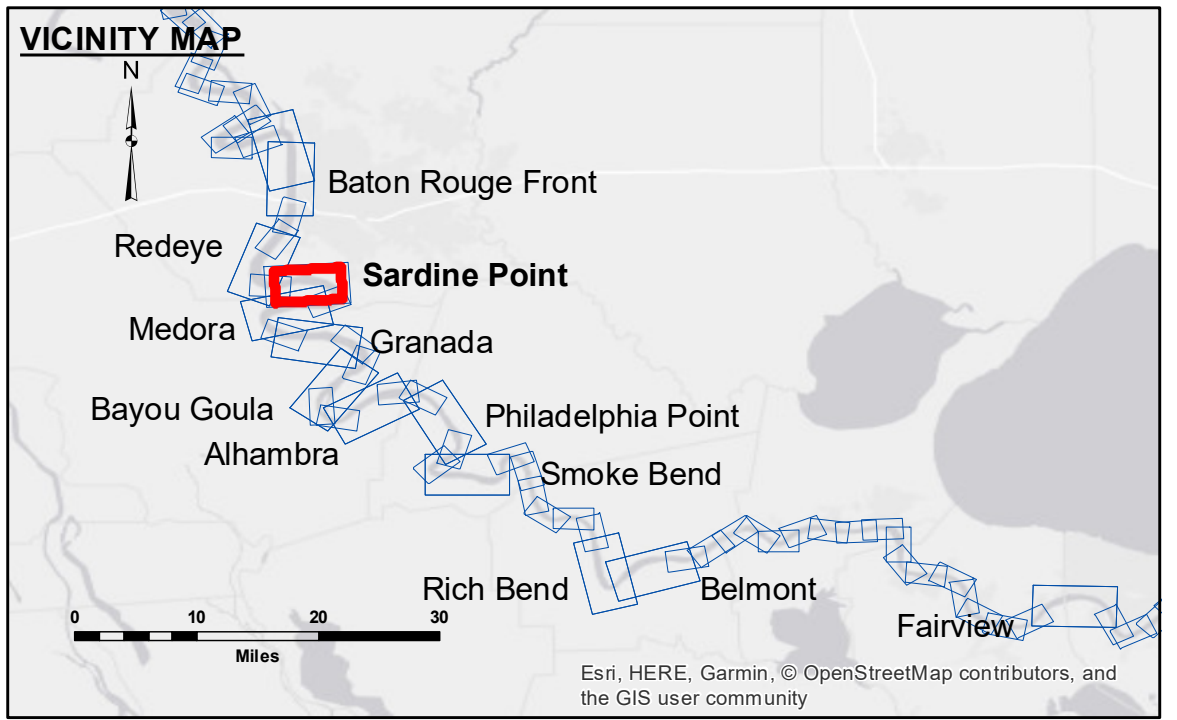 VICINITY MAP
N
Baton Rouge Front
Redeye
Sardine Point
Medora
Granada
Bayou Goula
Philadelphia Point
Alhambra
Smoke Bend
Rich Bend
Belmont
Fairview
0 10 20 30
Miles
Esri, HERE, Garmin, © OpenStreetMap contributors, and
the GIS user community